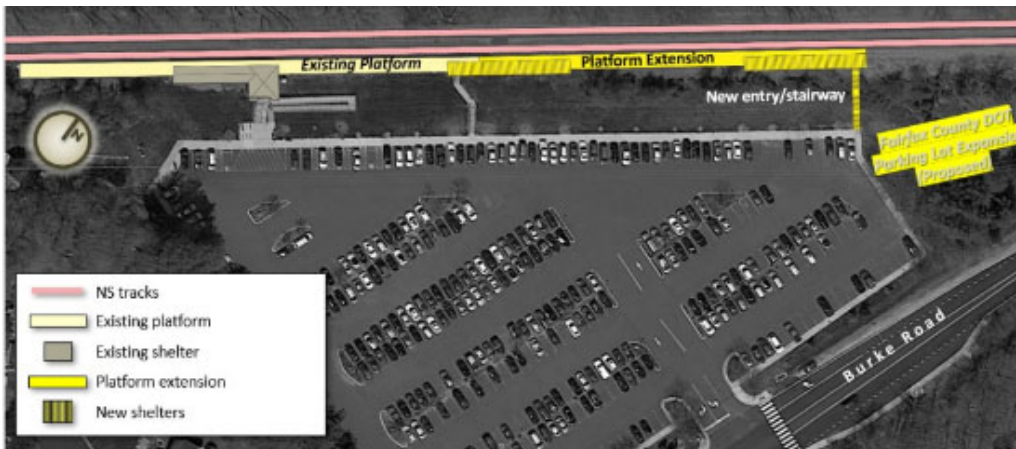 Existing Platform
Platform Extension
New entry/stairway
N
Fairfax County DOT
Parking Lot Expansion
(Proposed
NS tracks
Existing platform
Existing shelter
Platform extension
New shelters
Burke Road